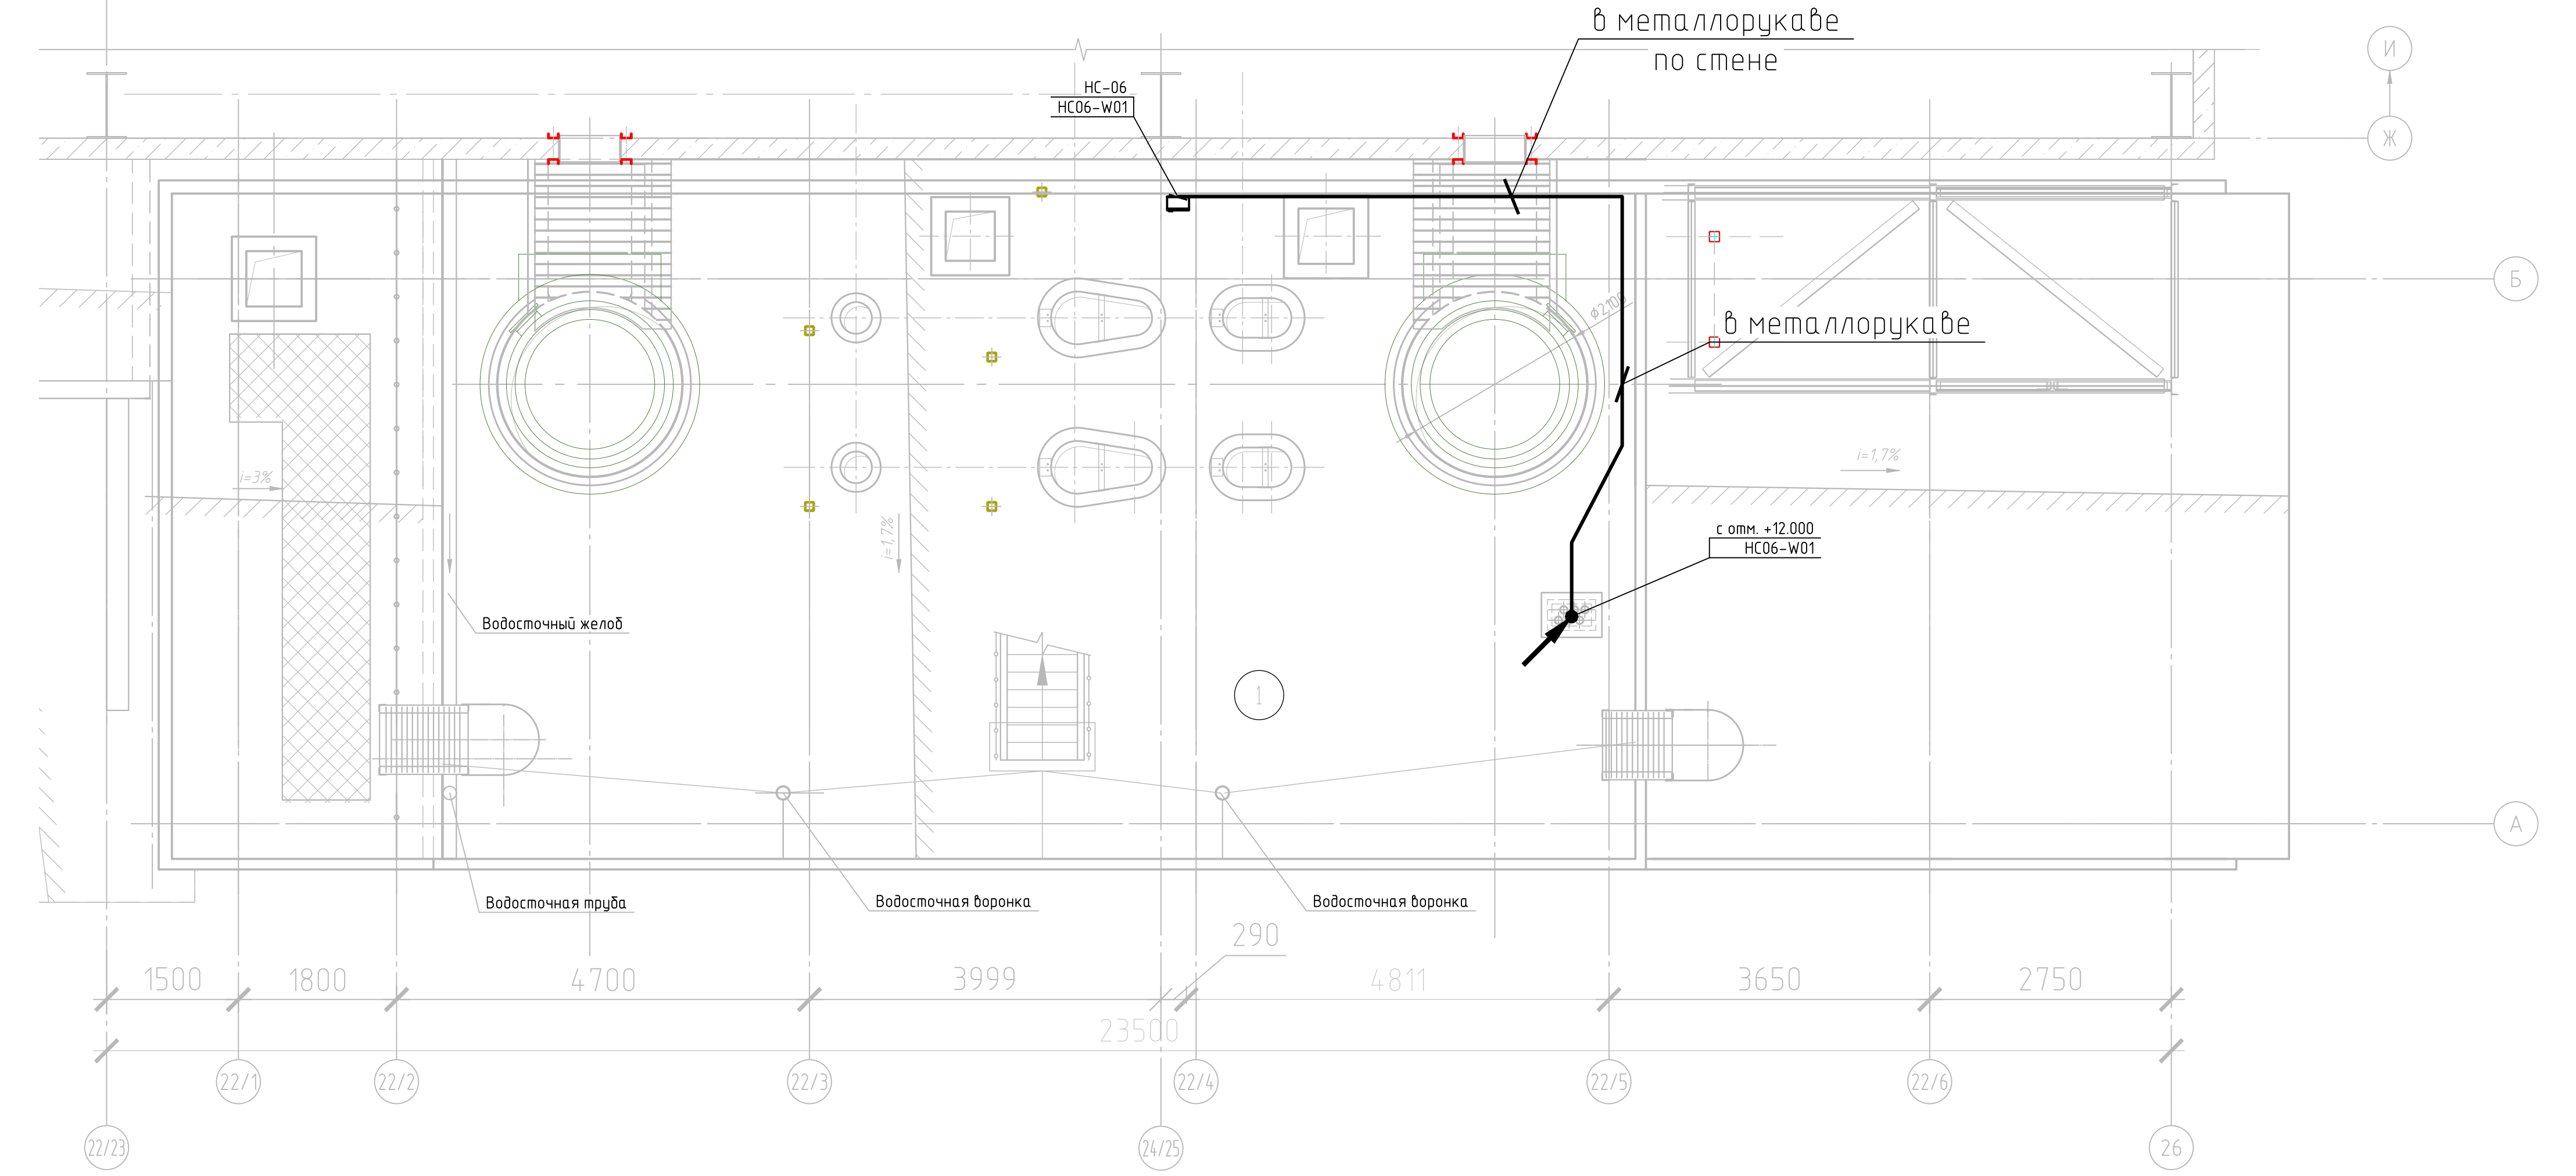 в металлорукаве
по стене
И
НС-06
НС06-W01
Ж
Б
ф2,100
в металлорукаве
i=1,7%
i=3%
i=1,7%
с отм. +12.000
НС06-W01
Водосточный желоб
1
А
Водосточная труба
Водосточная воронка
Водосточная воронка
290
1500
1800
4700
3999
4811
3650
2750
23500
22/1
22/2
22/3
22/4
22/5
22/6
22/23
24/25
26